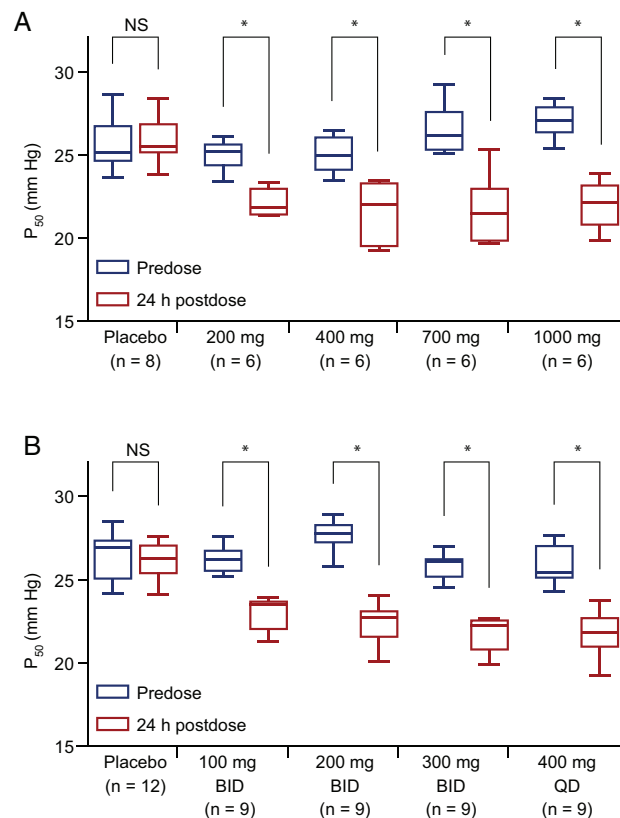 A
NS * * * *
30
25
20
15
P50 (mm Hg)
Predose
24 h postdose
Placebo 200 mg 400 mg 700 mg 1000 mg
(n = 8) (n = 6) (n = 6) (n = 6) (n = 6)
B
NS * * * *
30
25
20
15
P50 (mm Hg)
Predose
24 h postdose
Placebo 100 mg 200 mg 300 mg 400 mg
(n = 12) BID BID BID QD
(n = 9) (n = 9) (n = 9) (n = 9)